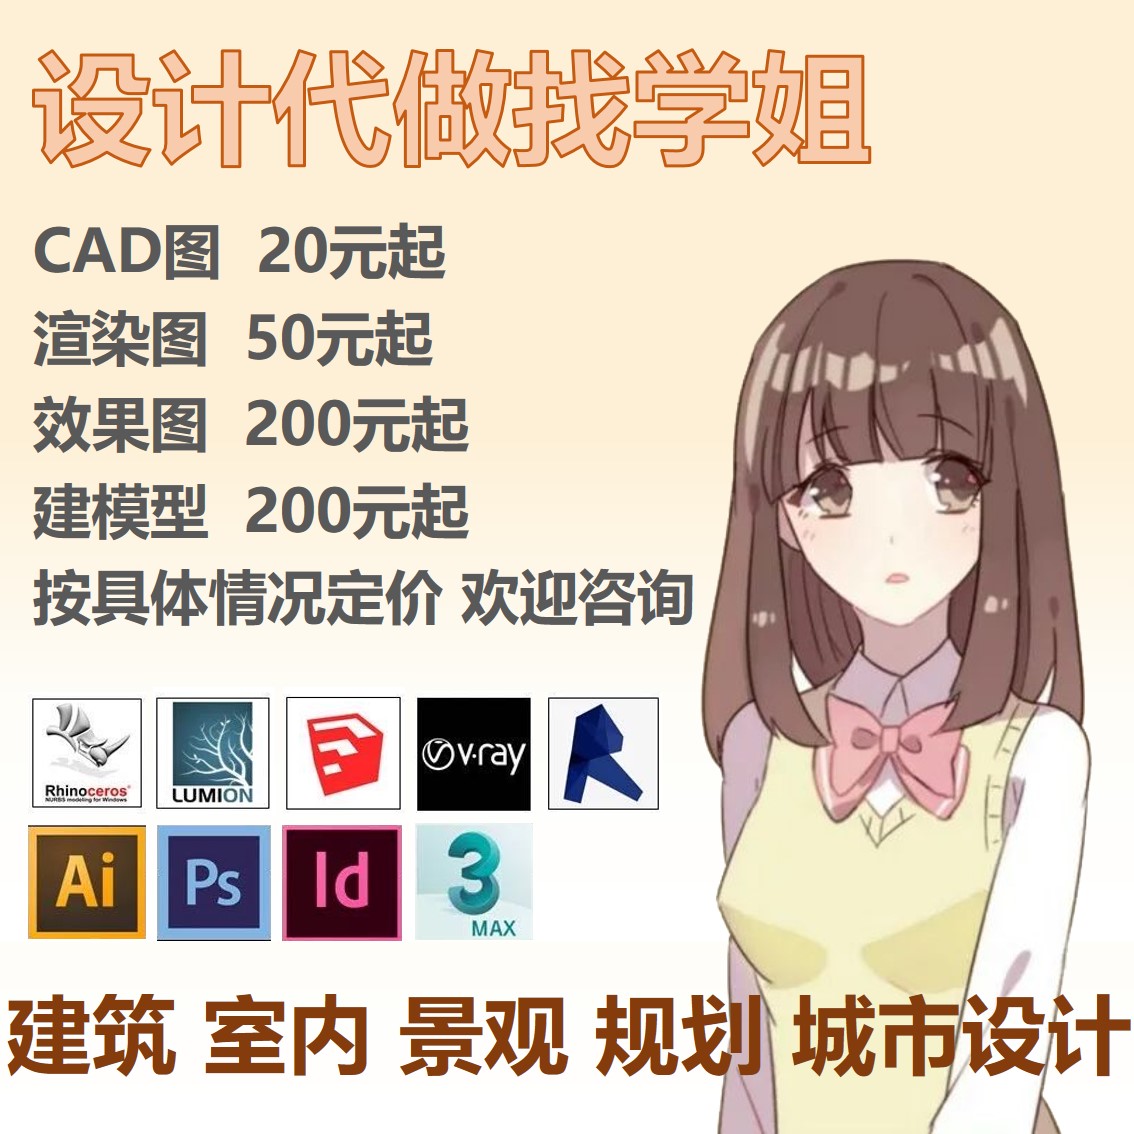 设计代做找学姐
CAD图 20元起
渲染图 50元起
效果图 200元起
建模型 200元起
按具体情况定价 欢迎咨询
Rhinoceros®
NURBS modeling for Windows
LUMION
v·ray
Ai Ps Id 3
MAX
建筑 室内 景观 规划 城市设计